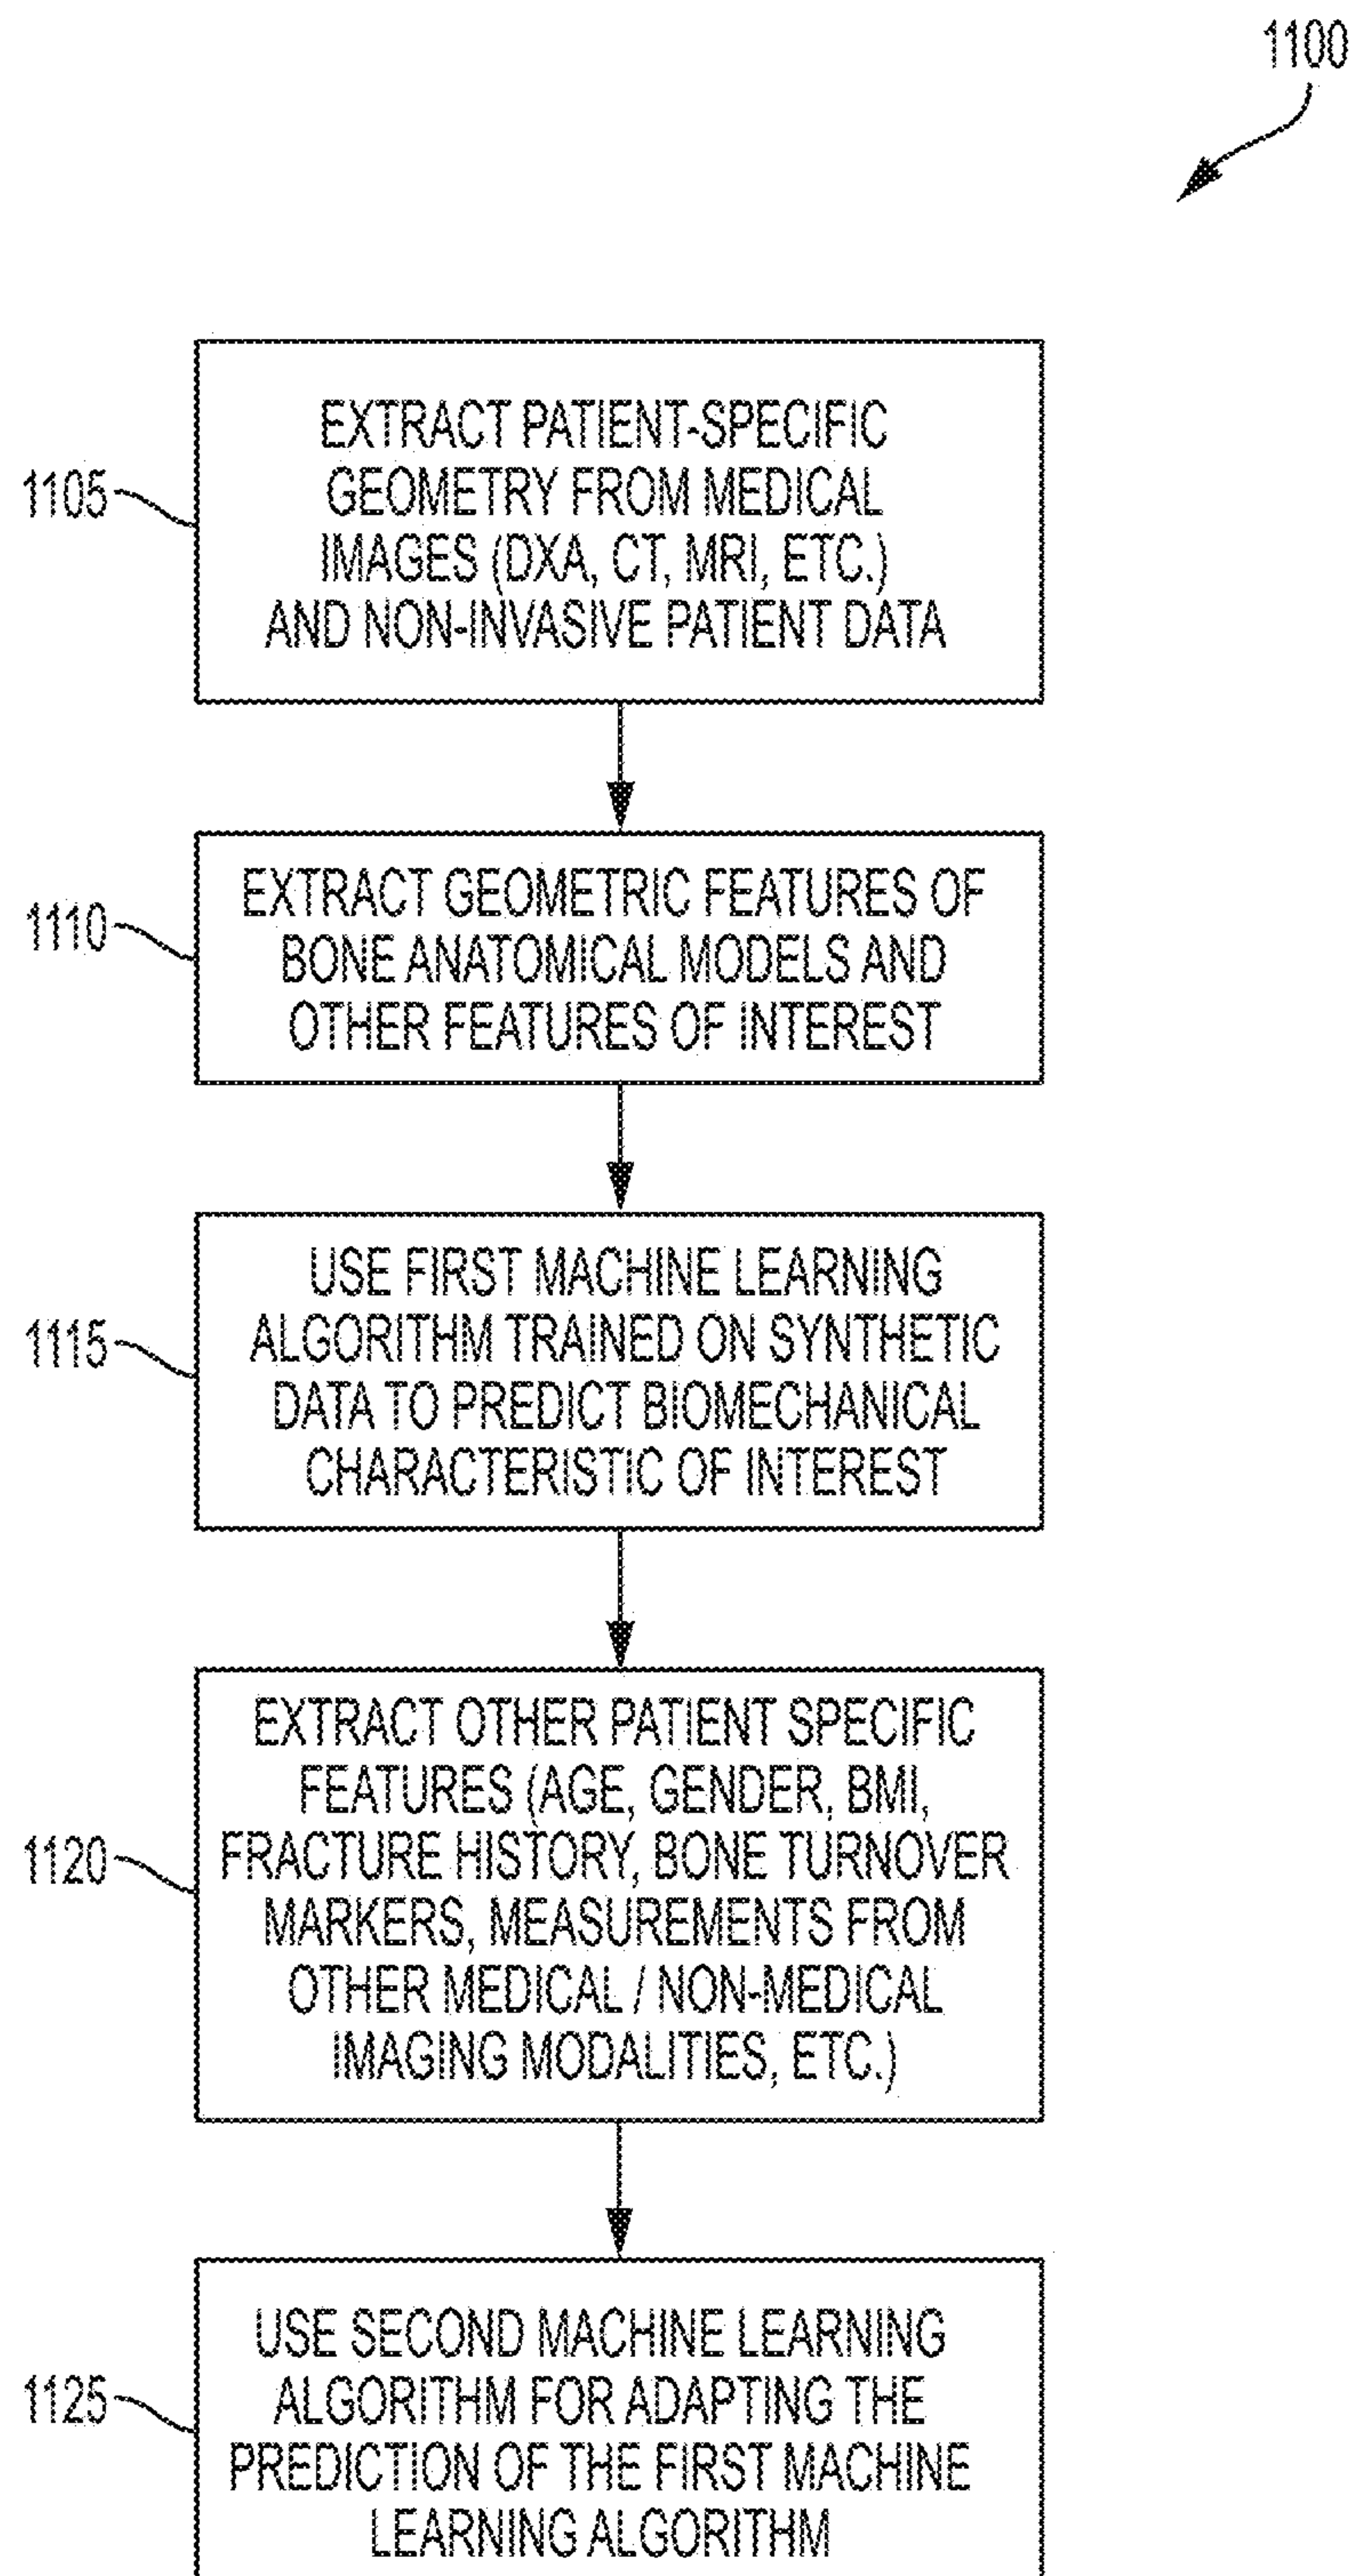 1100
EXTRACT PATIENT-SPECIFIC
GEOMETRY FROM MEDICAL
IMAGES (DXA, CT, MRI, ETC.)
AND NON-INVASIVE PATIENT DATA
1105
EXTRACT GEOMETRIC FEATURES OF
BONE ANATOMICAL MODELS AND
OTHER FEATURES OF INTEREST
1110
USE FIRST MACHINE LEARNING
ALGORITHM TRAINED ON SYNTHETIC
DATA TO PREDICT BIOMECHANICAL
CHARACTERISTIC OF INTEREST
1115
EXTRACT OTHER PATIENT SPECIFIC
FEATURES (AGE, GENDER, BMI,
FRACTURE HISTORY, BONE TURNOVER
MARKERS, MEASUREMENTS FROM
OTHER MEDICAL / NON-MEDICAL
IMAGING MODALITIES, ETC.)
1120
USE SECOND MACHINE LEARNING
ALGORITHM FOR ADAPTING THE
PREDICTION OF THE FIRST MACHINE
LEARNING ALGORITHM
1125